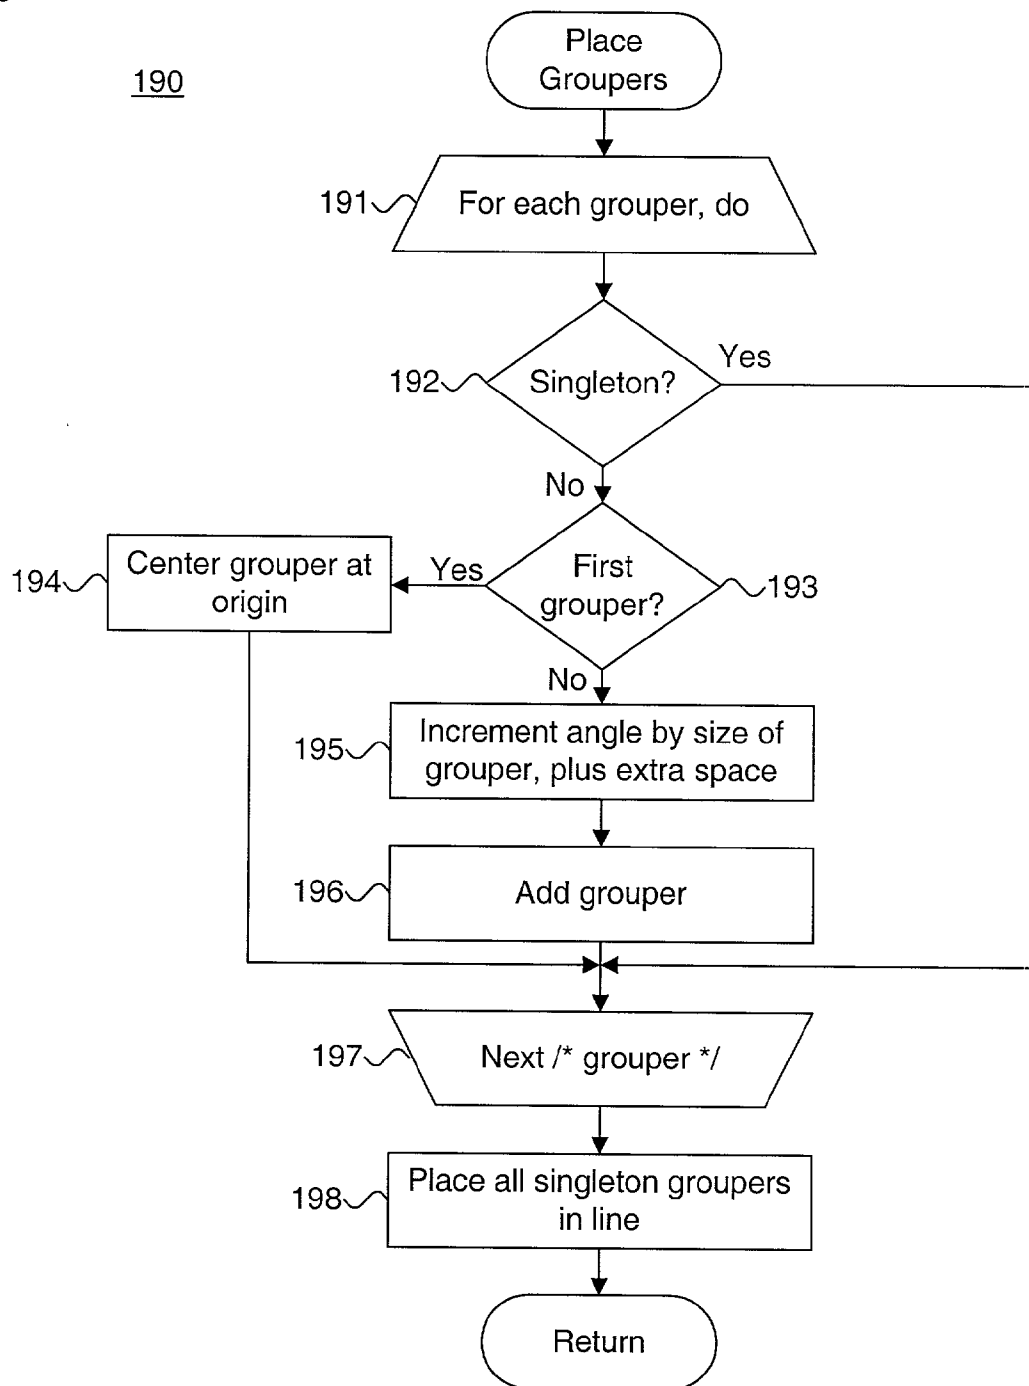 Place
Groupers
190
191
For each grouper, do
192
Singleton?
Yes
No
194
Center grouper at
origin
Yes
First
grouper?
193
No
195
Increment angle by size of
grouper, plus extra space
196
Add grouper
197
Next /* grouper */
198
Place all singleton groupers
in line
Return